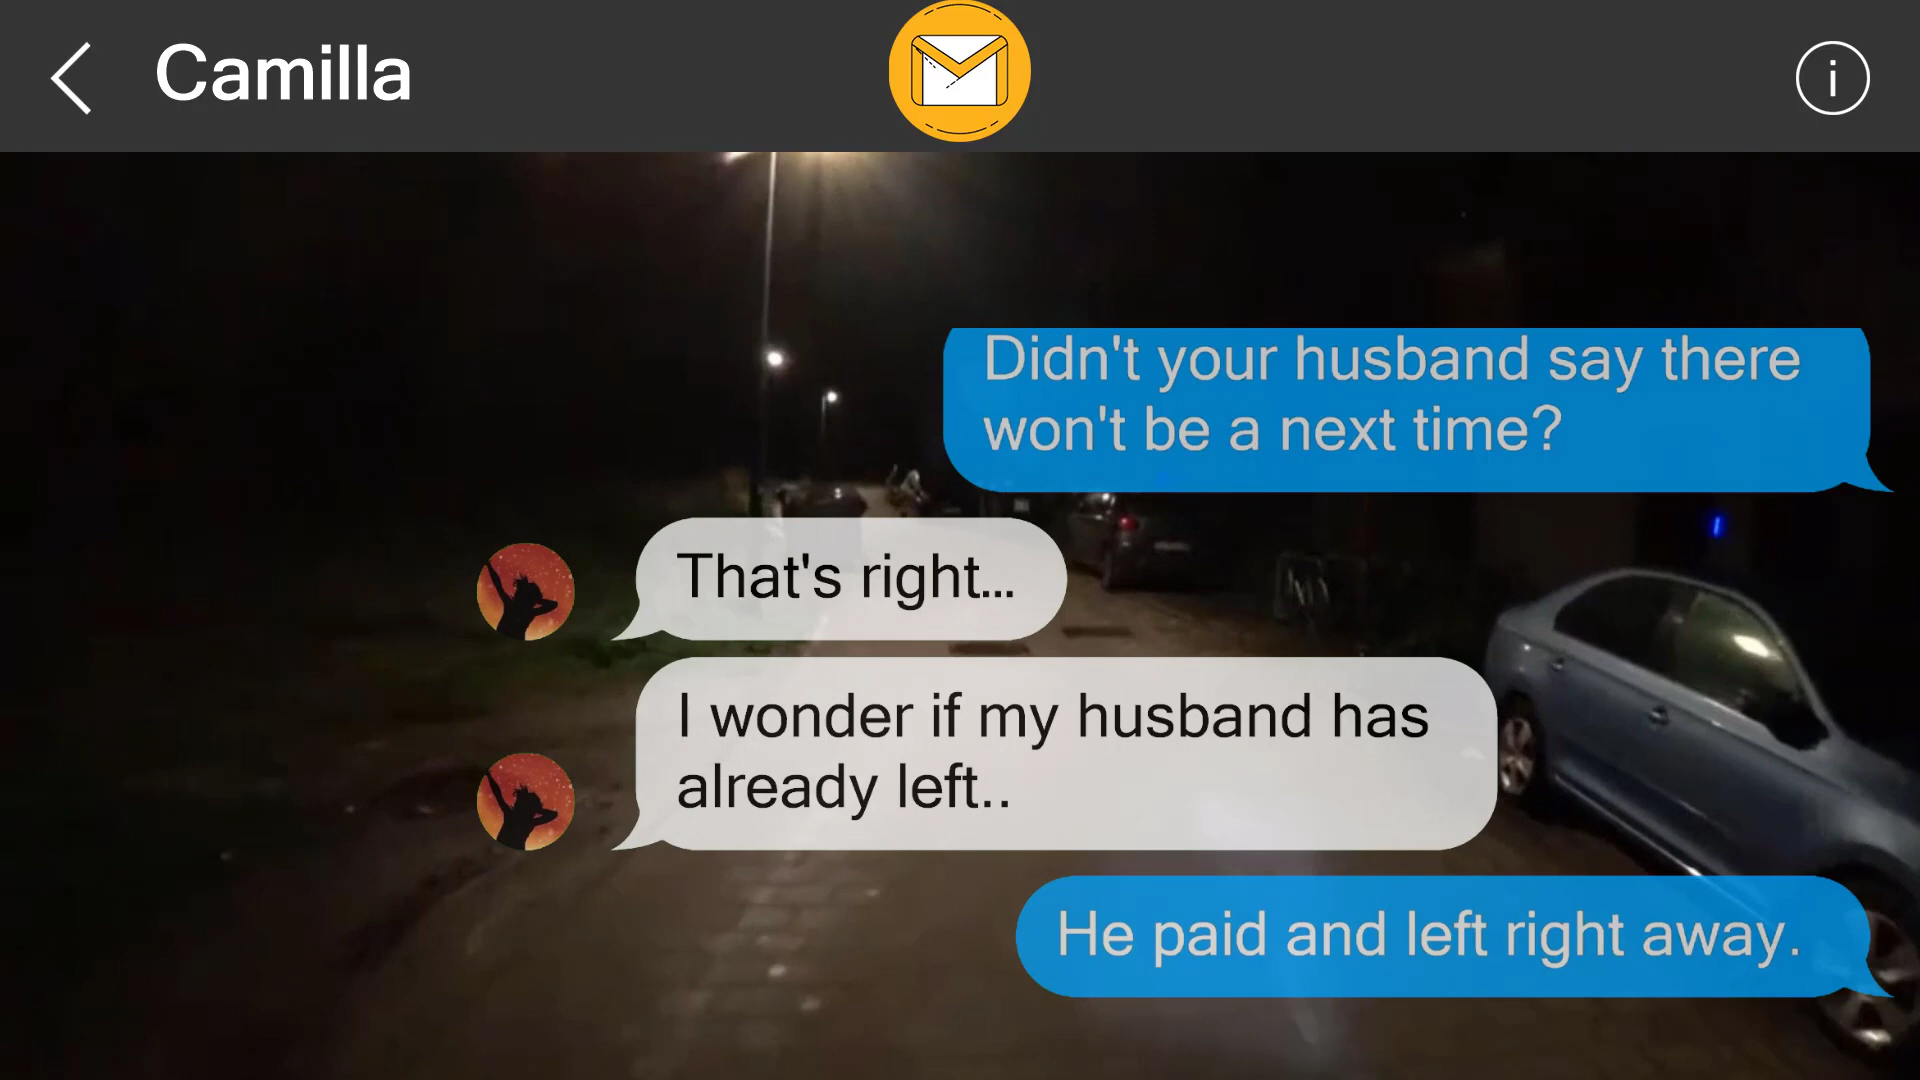 Camilla
i
Didn't your husband say there
won't be a next time?
That's right...
I wonder if my husband has
already left..
He paid and left right away.